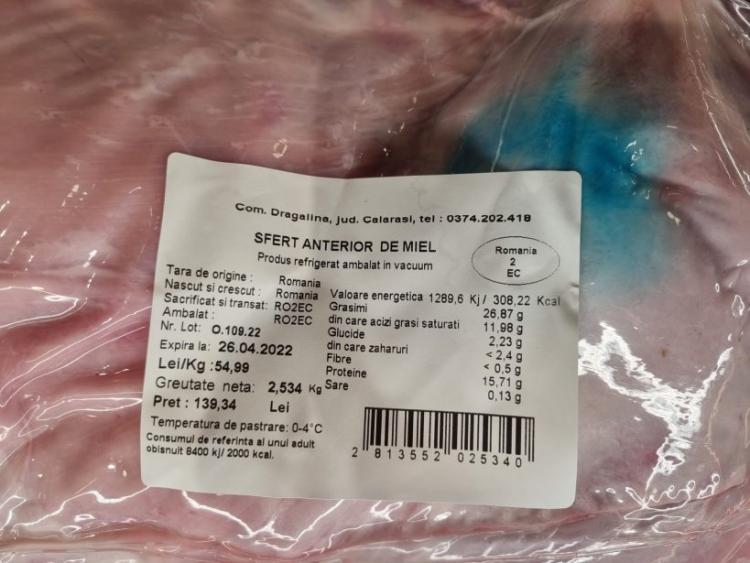 Com. Dragalina, jud. Calarasi, tel : 0374.202.418
SFERT ANTERIOR DE MIEL
Produs refrigerat ambalat in vacuum
Romania
2
EC
Tara de origine : Romania
Nascut si crescut : Romania
Sacrificat si transat: RO2EC
Ambalat : RO2EC
Nr. Lot: O.109.22
Expira la: 26.04.2022
Lei/Kg :54,99
Greutate neta: 2,534 Kg
Pret : 139,34 Lei
Temperatura de pastrare: 0-4°C
Consumul de referinta al unui adult
obisnuit 8400 kj/ 2000 kcal.
Valoare energetica 1289,6 Kj/ 308,22 Kcal
Grasimi 26,87 g
din care acizi grasi saturati 11,98 g
Glucide 2,23 g
din care zaharuri < 2,4 g
Fibre < 0,5 g
Proteine 15,71 g
Sare 0,13 g
2 813552 025340